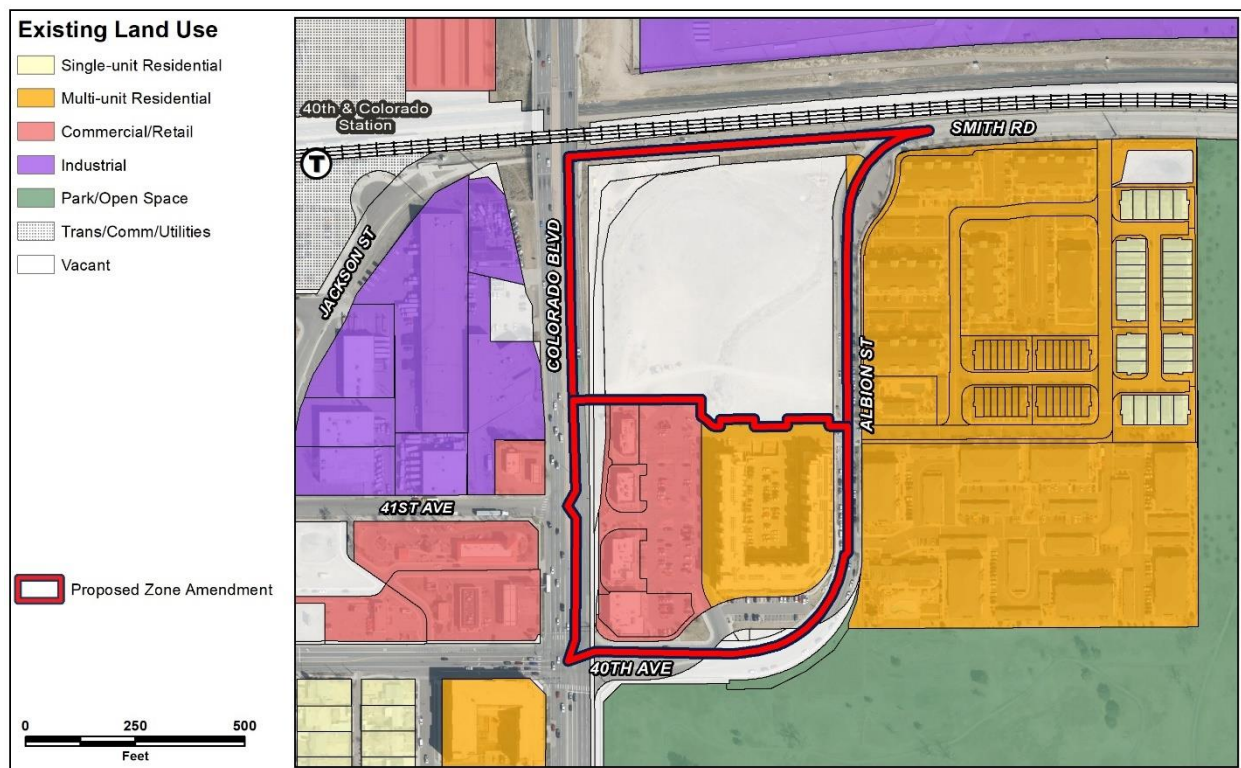 Existing Land Use
Single-unit Residential
Multi-unit Residential
Commercial/Retail
Industrial
Park/Open Space
Trans/Comm/Utilities
Vacant
Proposed Zone Amendment
0 250 500
Feet
40th & Colorado
Station
T
SMITH RD
JACKSON ST
COLORADO BLVD
ALBION ST
41ST AVE
40TH AVE